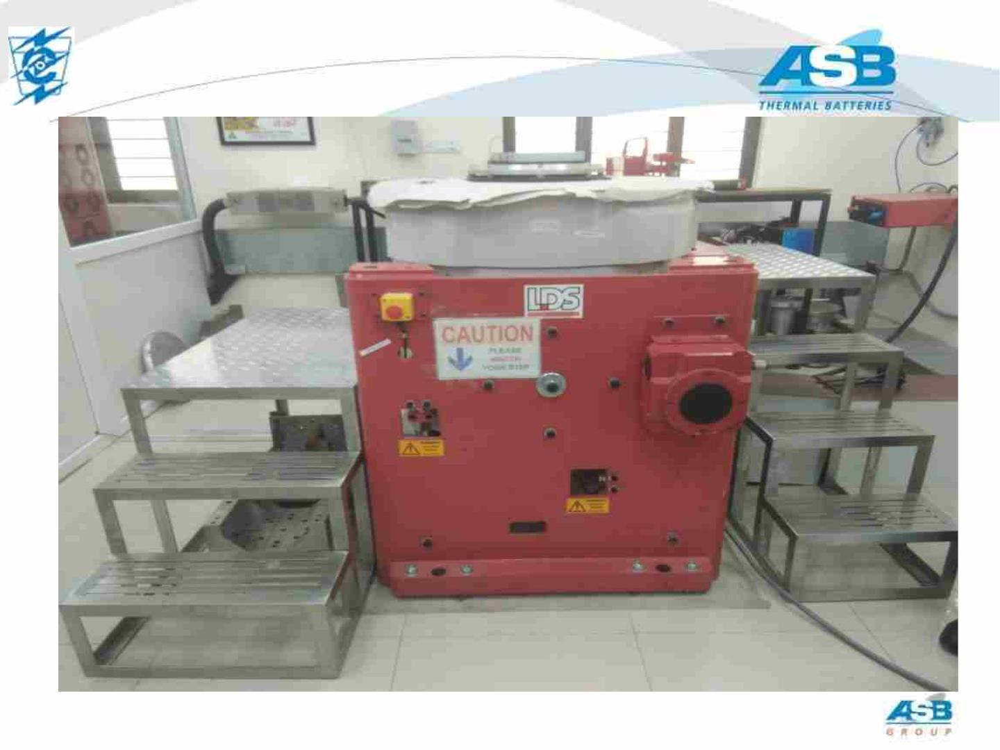 ASB
THERMAL BATTERIES
LDS
CAUTION
PLEASE
WATCH
YOUR STEP
ASB
GROUP